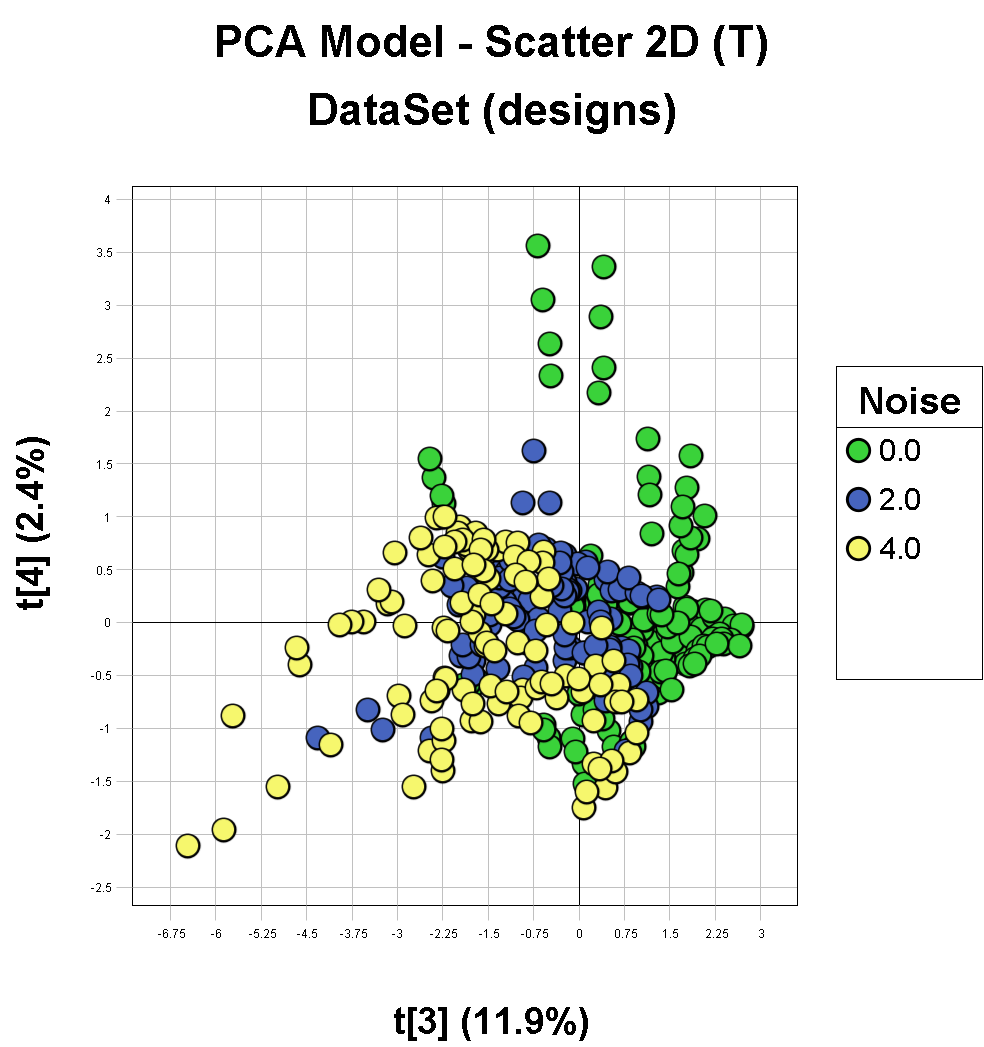 PCA Model - Scatter 2D (T)
DataSet (designs)
t[4] (2.4%)
4
3.5
3
2.5
2
1.5
1
0.5
0
-0.5
-1
-1.5
-2
-2.5
-6.75 -6 -5.25 -4.5 -3.75 -3 -2.25 -1.5 -0.75 0 0.75 1.5 2.25 3
t[3] (11.9%)
Noise
0.0
2.0
4.0